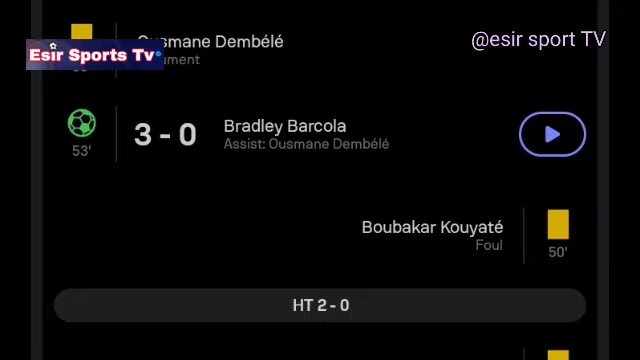 Ousmane Dembélé
@esir sport TV
Esir Sports Tv
53'
3 - 0
Bradley Barcola
Assist: Ousmane Dembélé
Boubakar Kouyaté
Foul
50'
HT 2 - 0